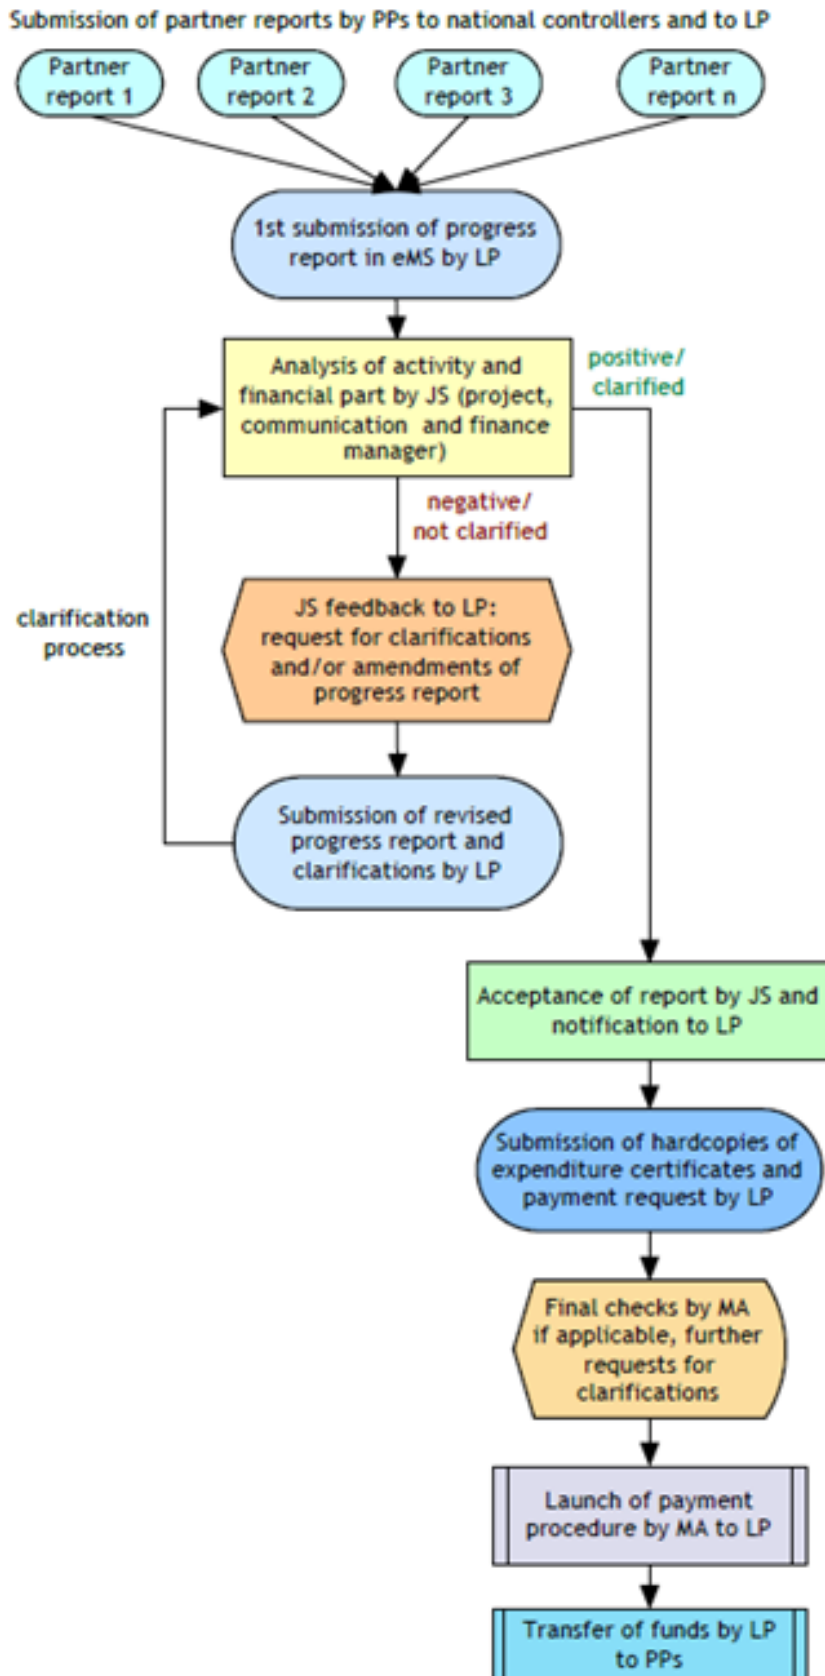 Submission of partner reports by PPs to national controllers and to LP
Partner
report 1
Partner
report 2
Partner
report 3
Partner
report n
1st submission of progress
report in eMS by LP
Analysis of activity and
financial part by JS (project,
communication and finance
manager)
positive/
clarified
negative/
not clarified
JS feedback to LP:
request for clarifications
and/or amendments of
progress report
clarification
process
Submission of revised
progress report and
clarifications by LP
Acceptance of report by JS and
notification to LP
Submission of hardcopies of
expenditure certificates and
payment request by LP
Final checks by MA
if applicable, further
requests for
clarifications
Launch of payment
procedure by MA to LP
Transfer of funds by LP
to PPs